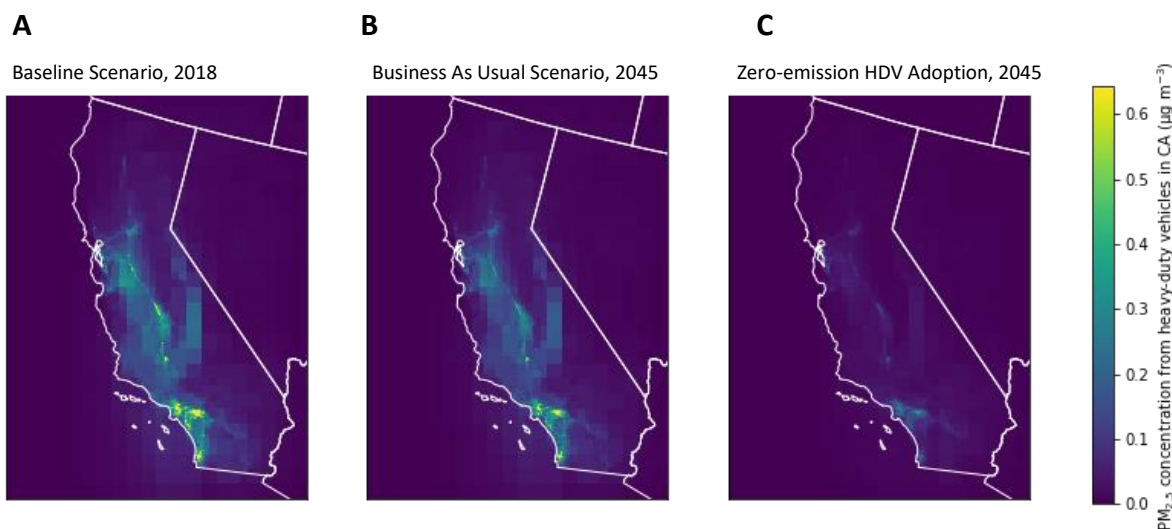 A
B
C
Baseline Scenario, 2018
Business As Usual Scenario, 2045
Zero-emission HDV Adoption, 2045
0.6
0.5
0.4
0.3
0.2
0.1
0.0
PM₂.₅ concentration from heavy-duty vehicles in CA (μg m⁻³)